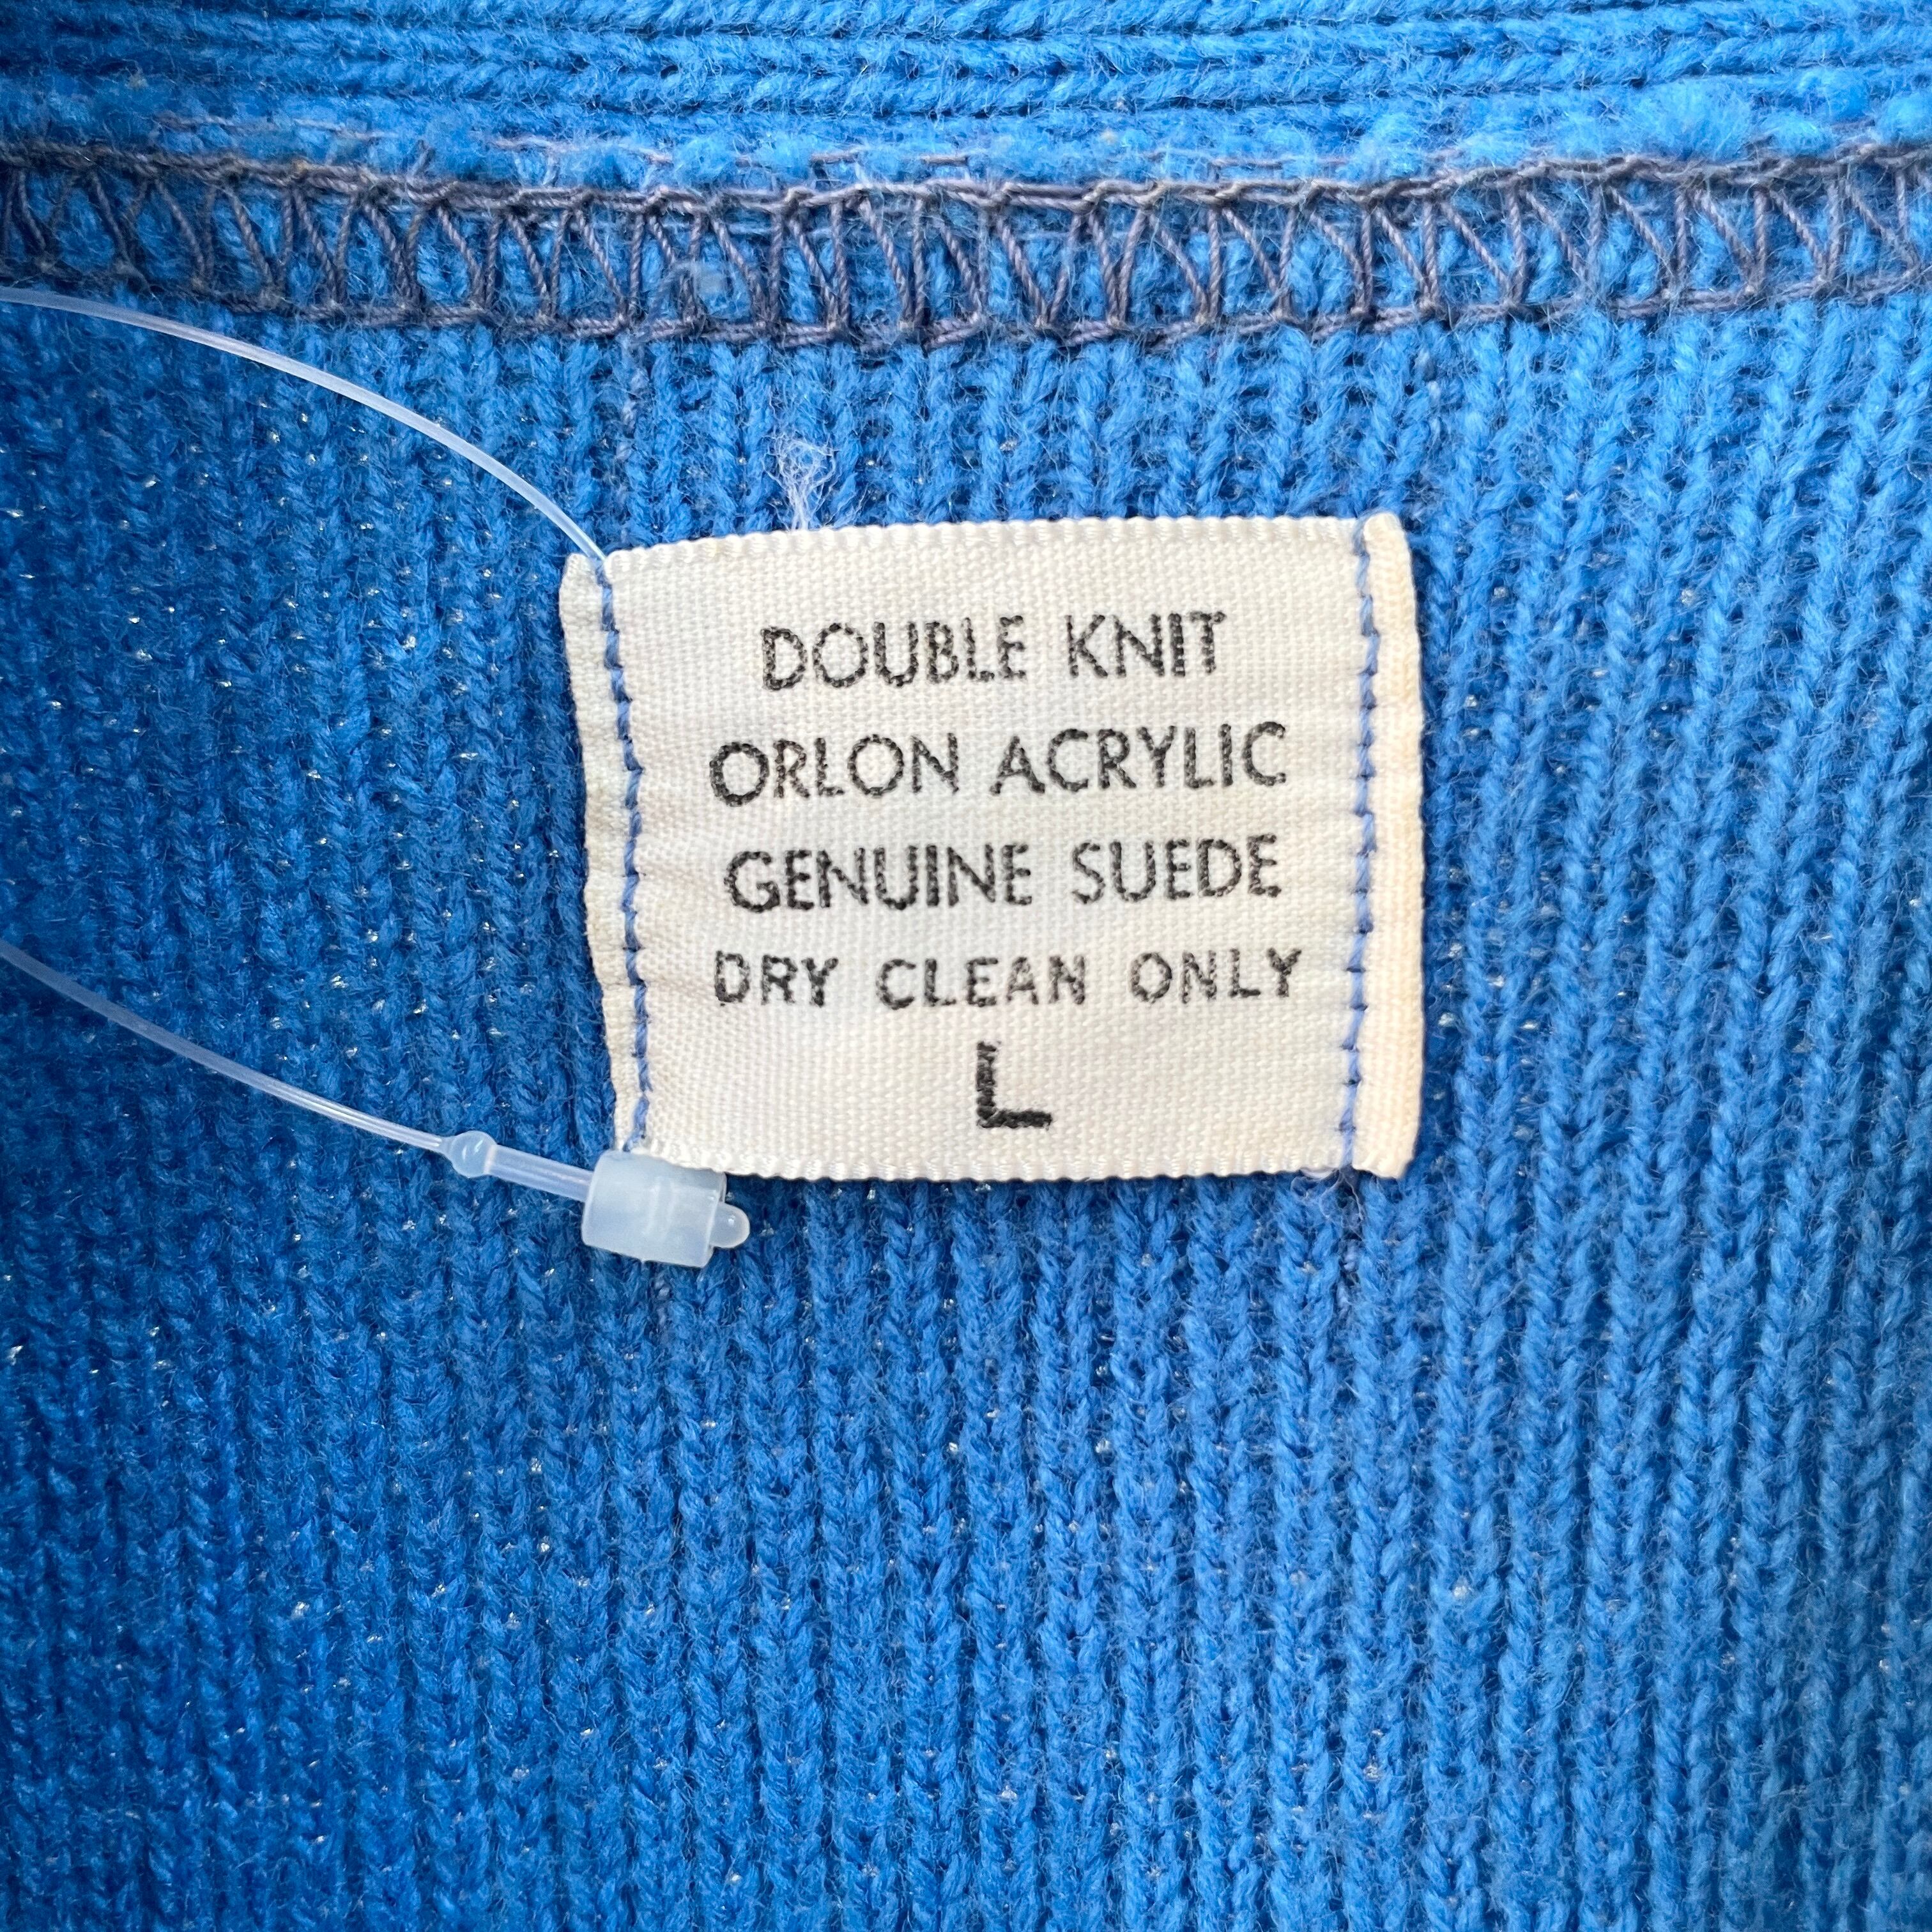 DOUBLE KNIT
ORLON ACRYLIC
GENUINE SUEDE
DRY CLEAN ONLY
L